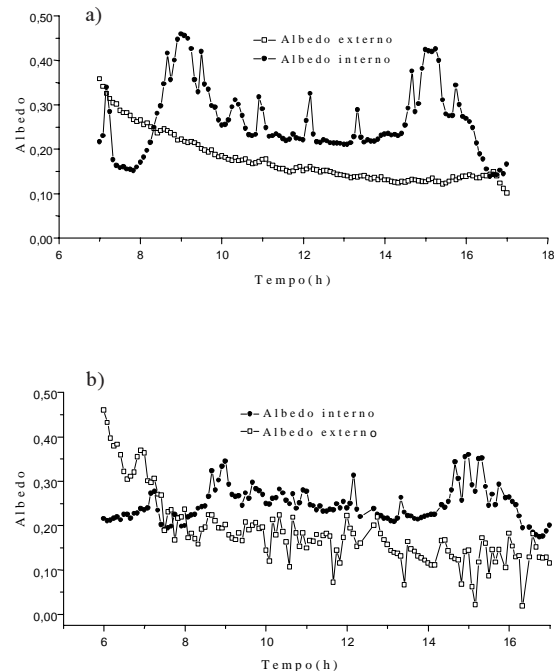 a)
0,50
Albedo externo
Albedo interno
0,40
0,30
0,20
0,10
0,00
Albedo
6 8 10 12 14 16 18
Tempo(h)
b)
0,50
Albedo interno
Albedo externo
0,40
0,30
0,20
0,10
0,00
Albedo
6 8 10 12 14 16
Tempo(h)